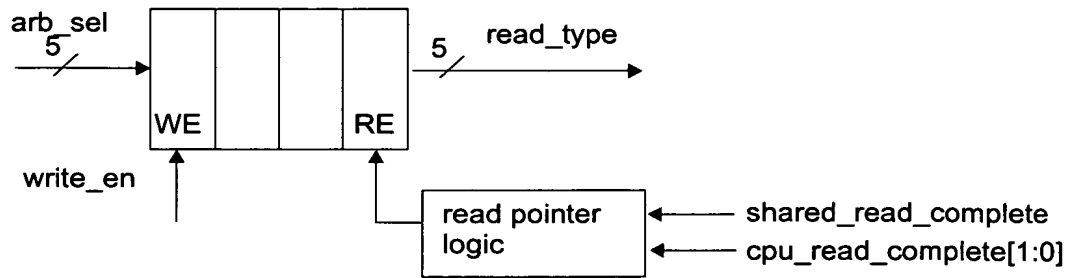 arb_sel
5
5
read_type
WE
RE
write_en
read pointer
logic
shared_read_complete
cpu_read_complete[1:0]